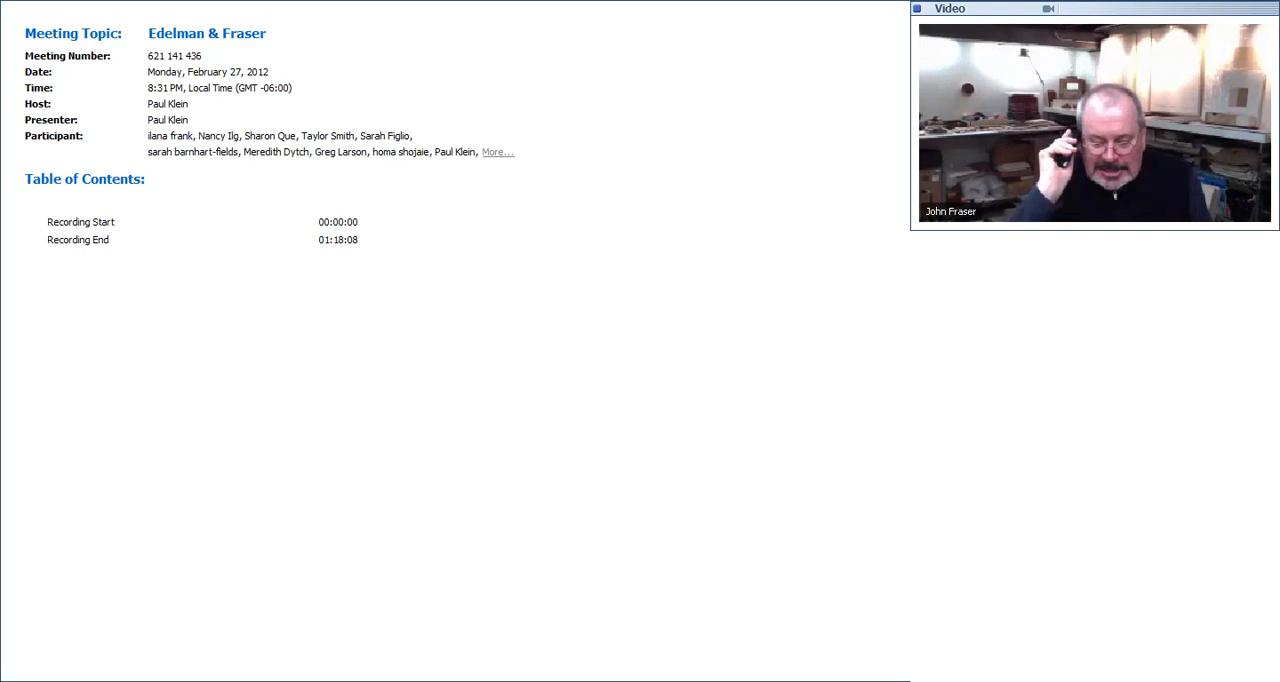 Meeting Topic: Edelman & Fraser
Meeting Number: 621 141 436
Date: Monday, February 27, 2012
Time: 8:31 PM, Local Time (GMT -06:00)
Host: Paul Klein
Presenter: Paul Klein
Participant: ilana frank, Nancy Ilg, Sharon Que, Taylor Smith, Sarah Figlio,
sarah barnhart-fields, Meredith Dytch, Greg Larson, homa shojaie, Paul Klein, More...
Table of Contents:
Recording Start 00:00:00
Recording End 01:18:08
Video
John Fraser